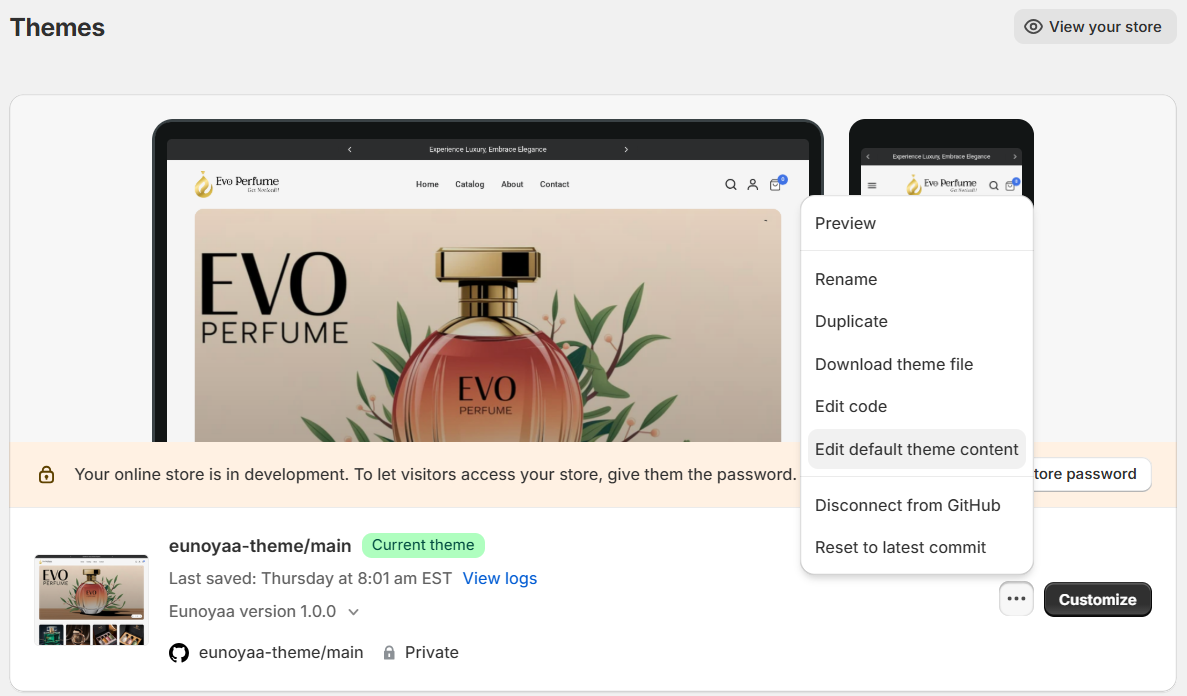 Themes
View your store
Experience Luxury, Embrace Elegance
Evo Perfume
Home Catalog About Contact
0
EVO
PERFUME
EVO
PERFUME
Experience Luxury, Embrace Elegance
Evo Perfume
0
Preview
Rename
Duplicate
Download theme file
Edit code
Edit default theme content
Disconnect from GitHub
Reset to latest commit
Your online store is in development. To let visitors access your store, give them the password.
tore password
EVO
PERFUME
eunoyaa-theme/main Current theme
Last saved: Thursday at 8:01 am EST View logs
Eunoyaa version 1.0.0
eunoyaa-theme/main Private
Customize